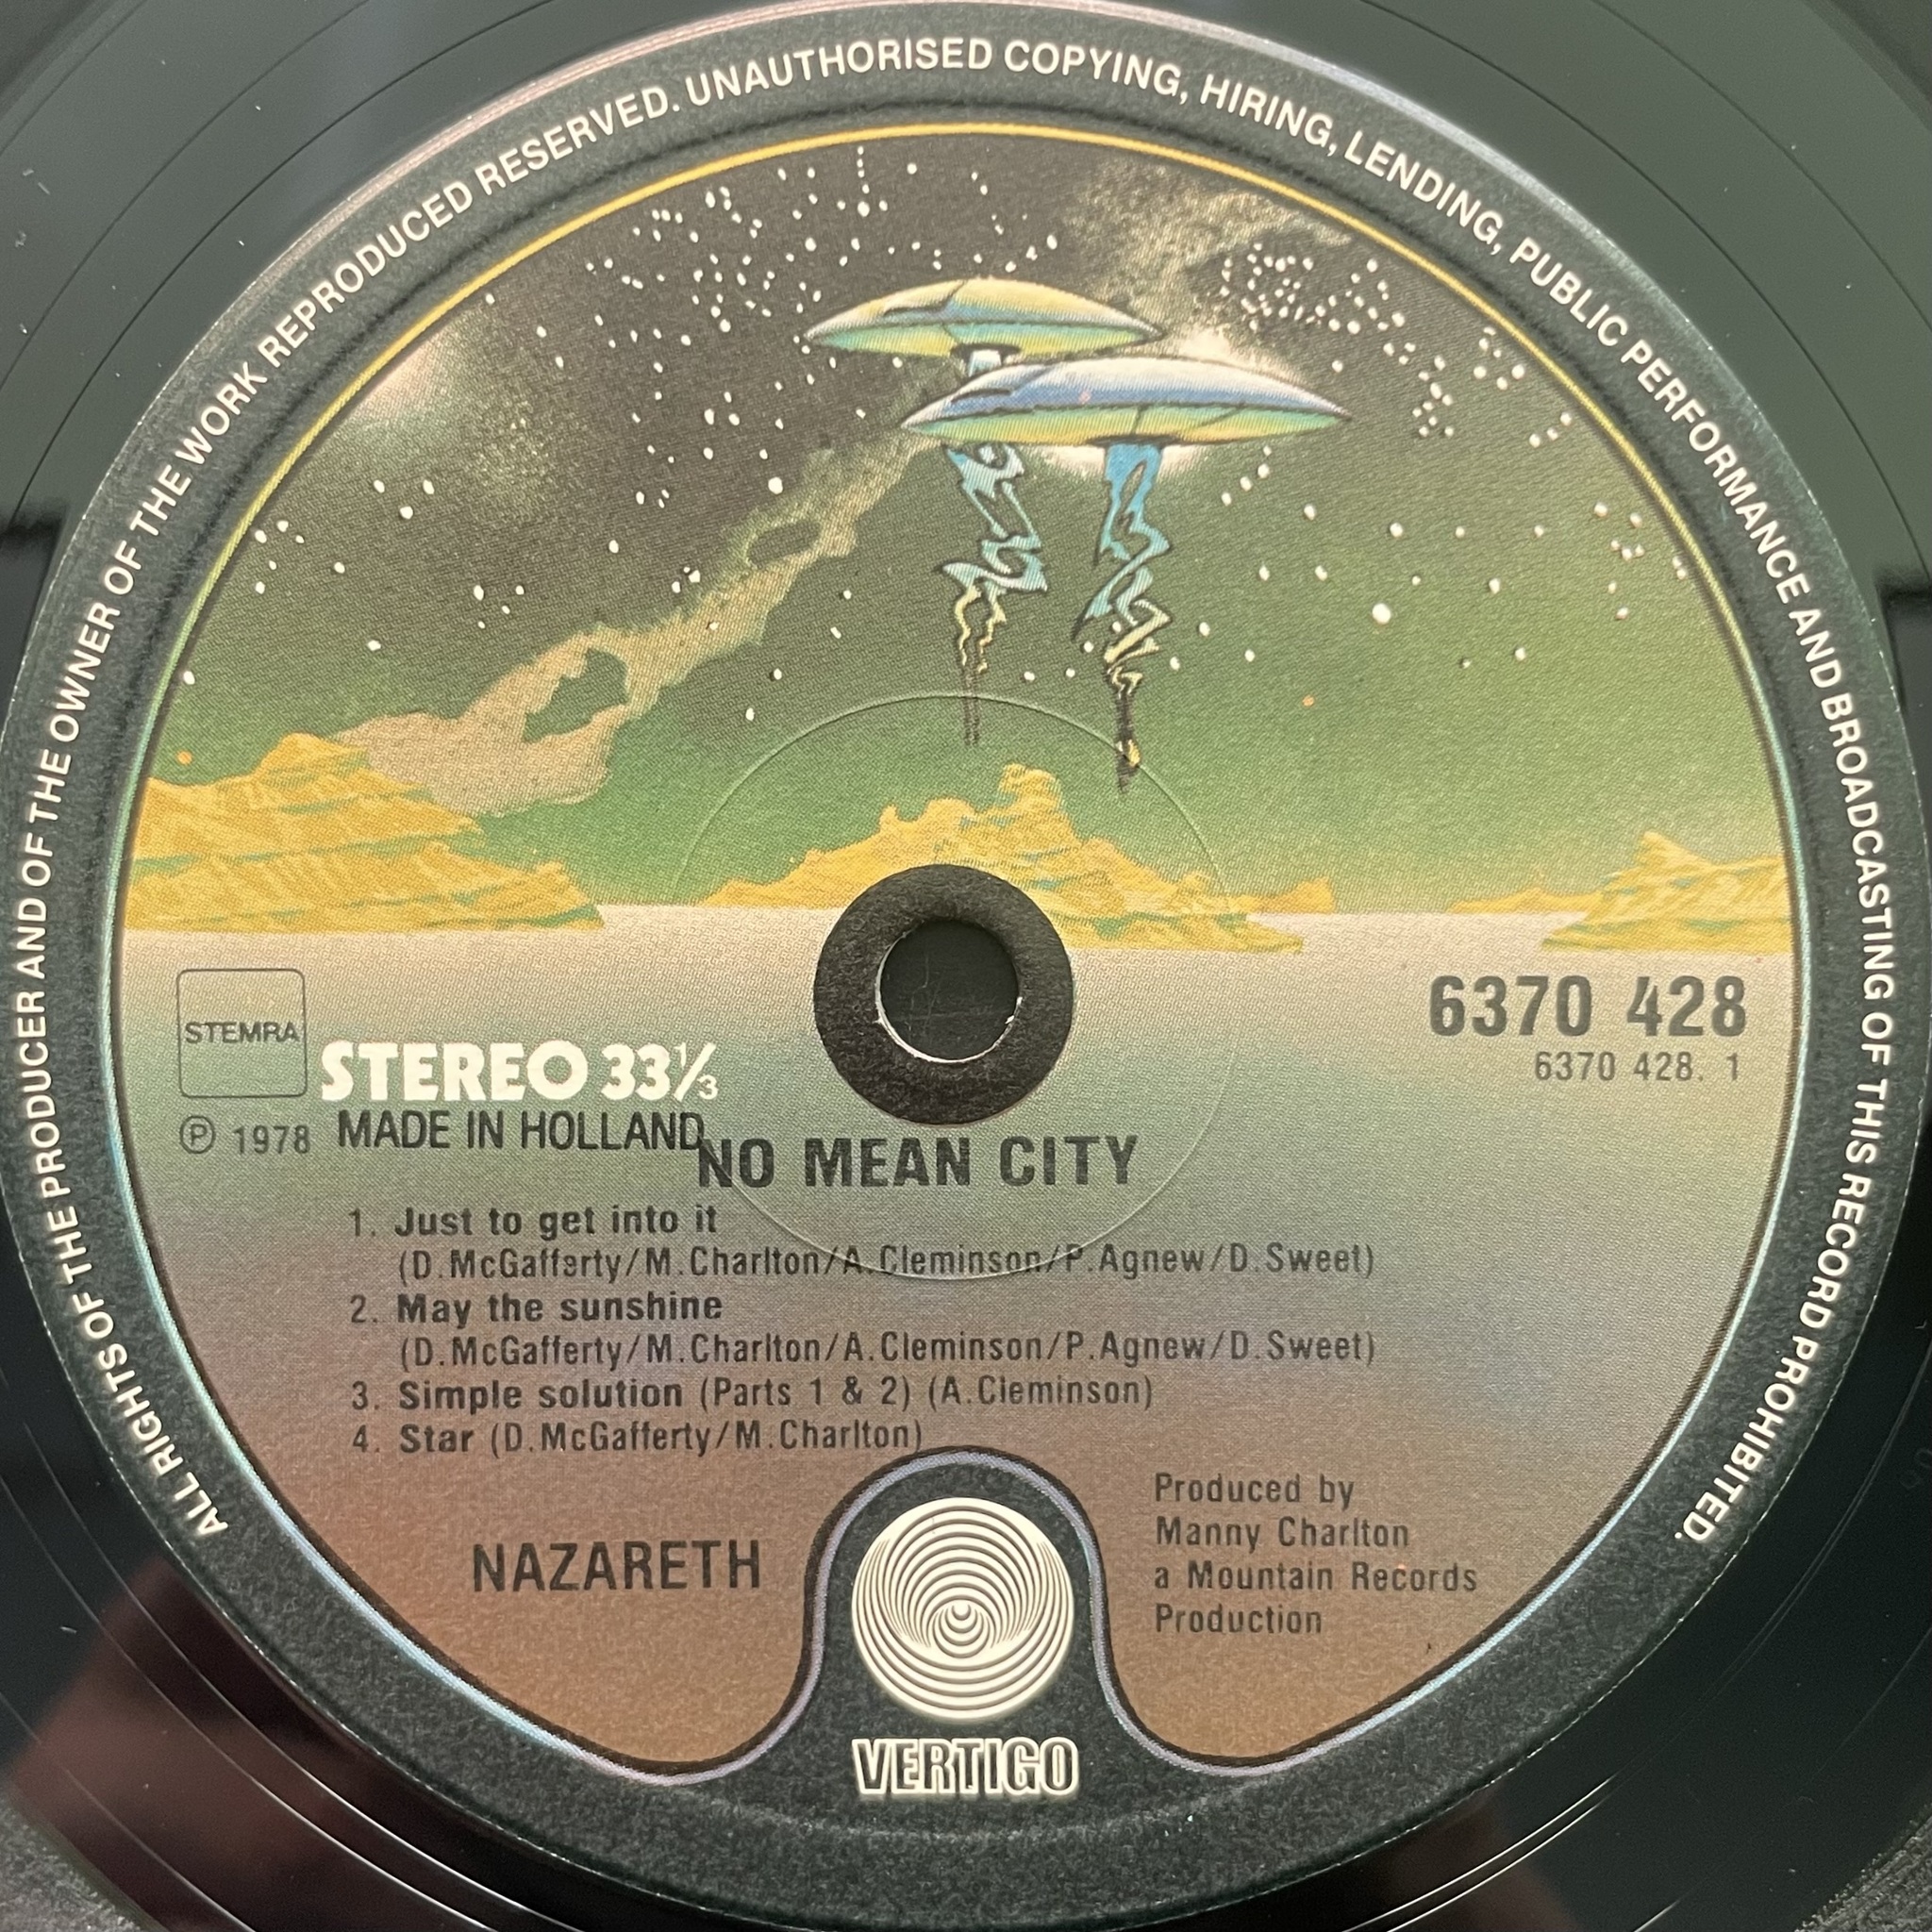 ALL RIGHTS OF THE PRODUCER AND OF THE OWNER OF THE WORK REPRODUCED RESERVED. UNAUTHORISED COPYING, HIRING, LENDING, PUBLIC PERFORMANCE AND BROADCASTING OF THIS RECORD PROHIBITED.
STEMRA
STEREO 33⅓
6370 428
6370 428. 1
℗ 1978 MADE IN HOLLAND
NO MEAN CITY
1. Just to get into it
(D.McGafferty/M.Charlton/A.Cleminson/P.Agnew/D.Sweet)
2. May the sunshine
(D.McGafferty/M.Charlton/A.Cleminson/P.Agnew/D.Sweet)
3. Simple solution (Parts 1 & 2) (A.Cleminson)
4. Star (D.McGafferty/M.Charlton)
NAZARETH
Produced by
Manny Charlton
a Mountain Records
Production
VERTIGO